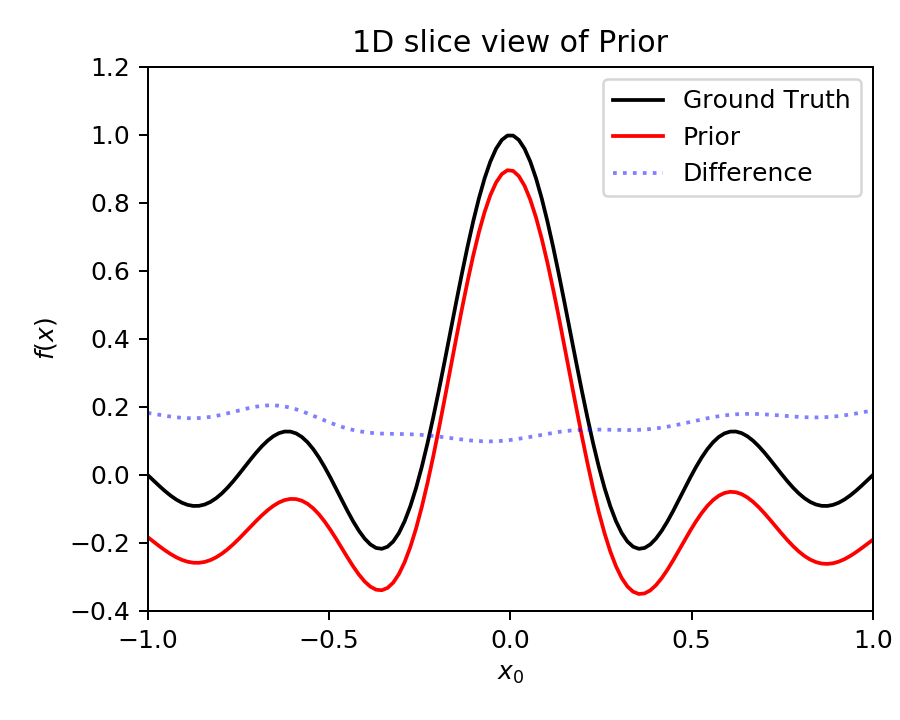 1D slice view of Prior
1.2
1.0
0.8
0.6
0.4
0.2
0.0
−0.2
−0.4
f(x)
Ground Truth
Prior
Difference
−1.0 −0.5 0.0 0.5 1.0
x₀